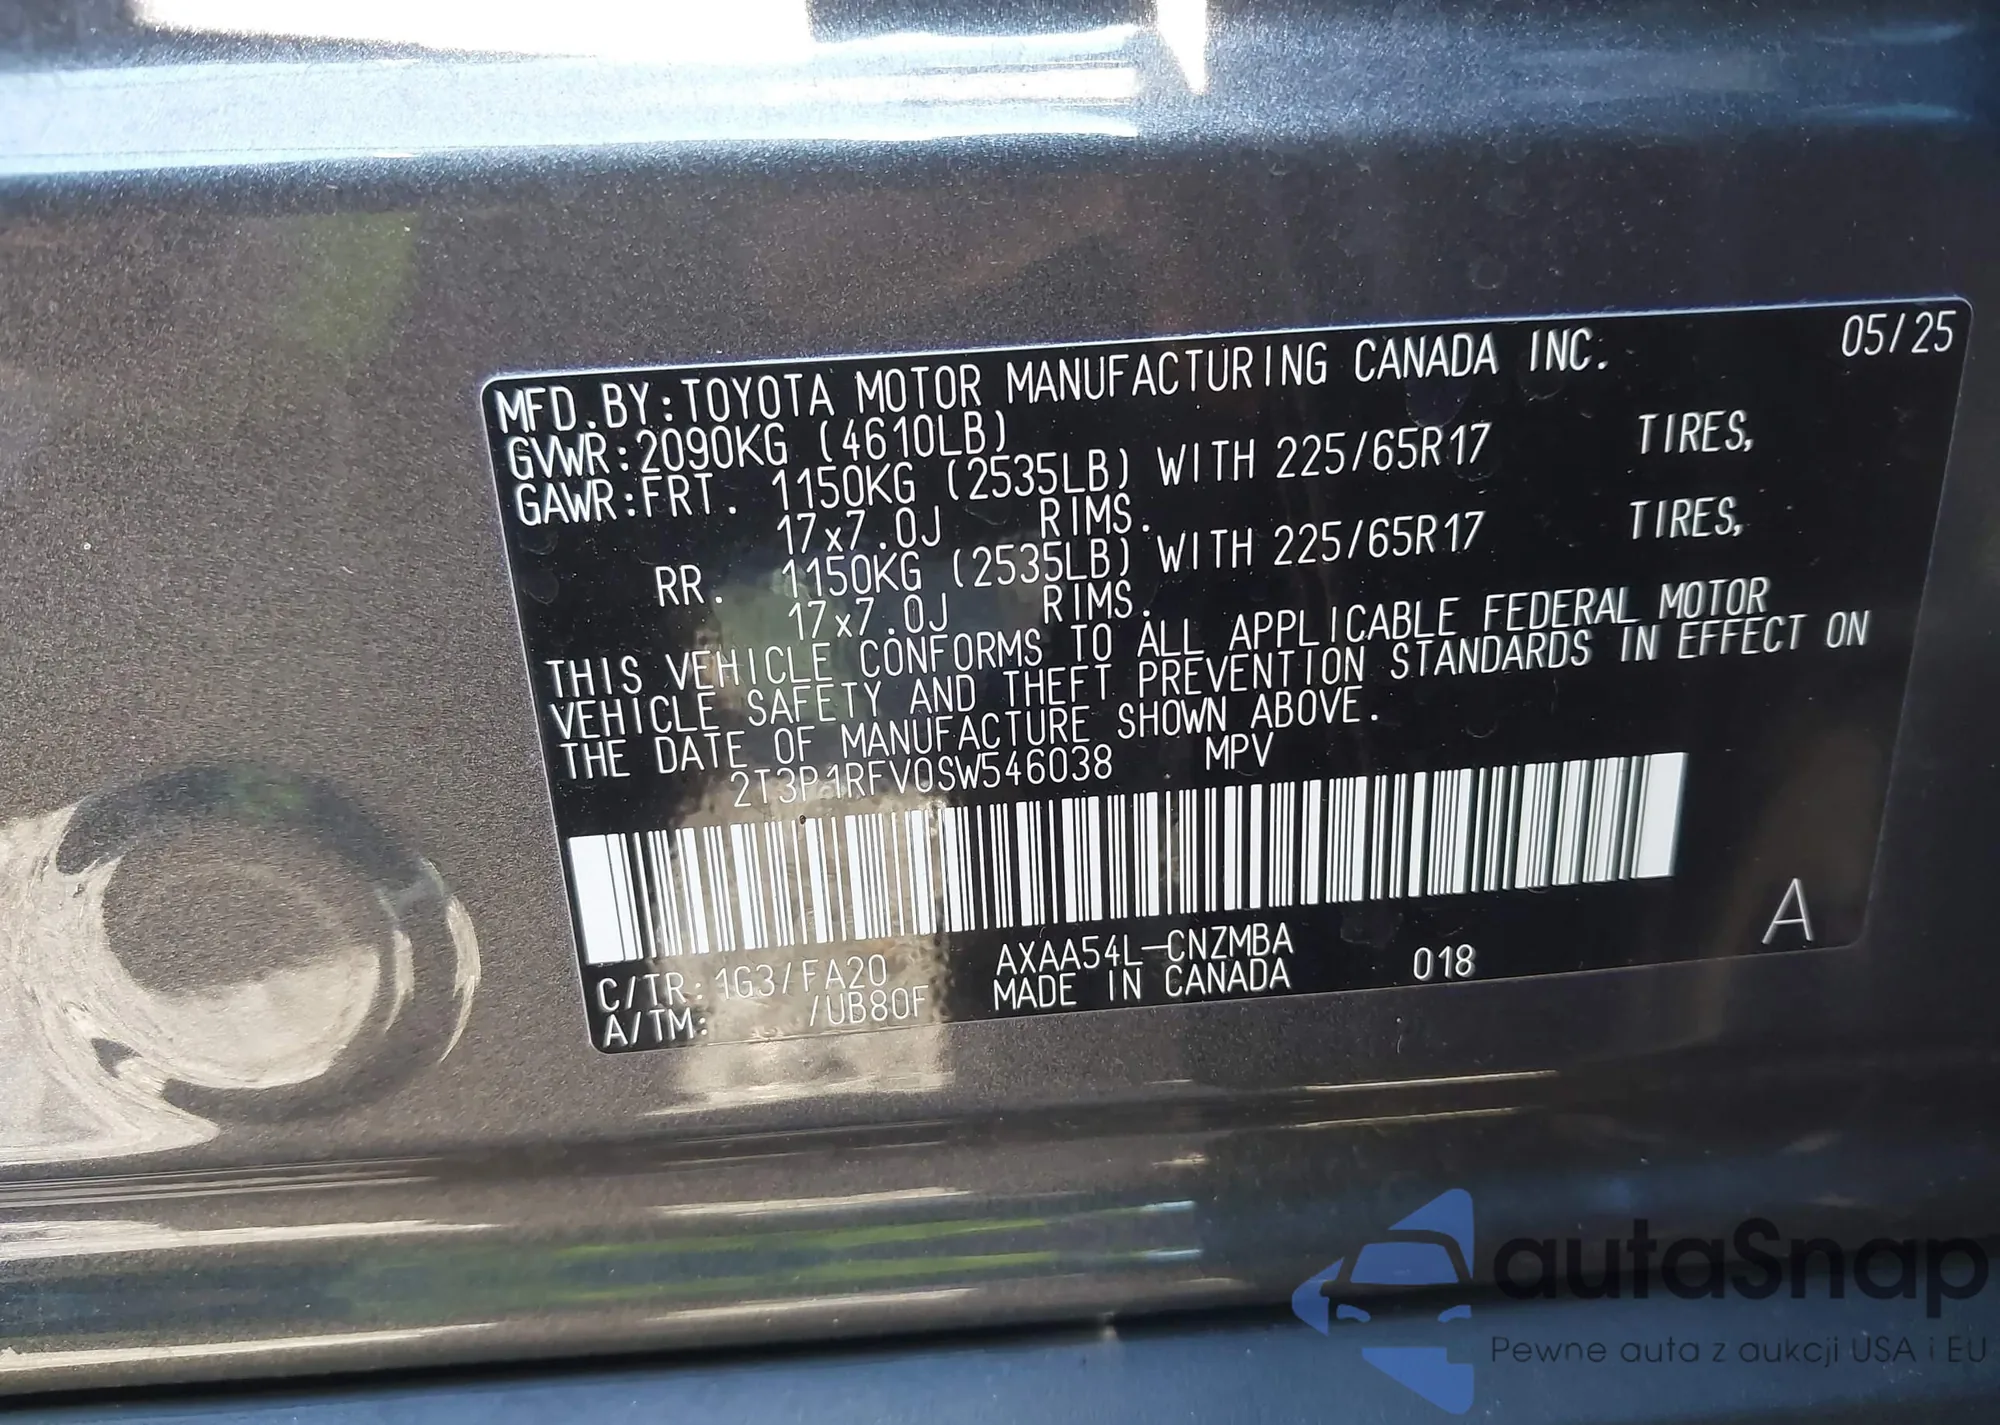 MFD.BY:TOYOTA MOTOR MANUFACTURING CANADA INC. 05/25
GVWR:2090KG (4610LB)
GAWR:FRT. 1150KG (2535LB) WITH 225/65R17 TIRES,
17x7.0J RIMS.
RR. 1150KG (2535LB) WITH 225/65R17 TIRES,
17x7.0J RIMS.
THIS VEHICLE CONFORMS TO ALL APPLICABLE FEDERAL MOTOR
VEHICLE SAFETY AND THEFT PREVENTION STANDARDS IN EFFECT ON
THE DATE OF MANUFACTURE SHOWN ABOVE.
2T3P1RFV0SW546038 MPV
C/TR:1G3/FA20 AXAA54L-CNZMBA 018 A
A/TM: /UB80F MADE IN CANADA
autaSnap
Pewne auta z aukcji USA i EU